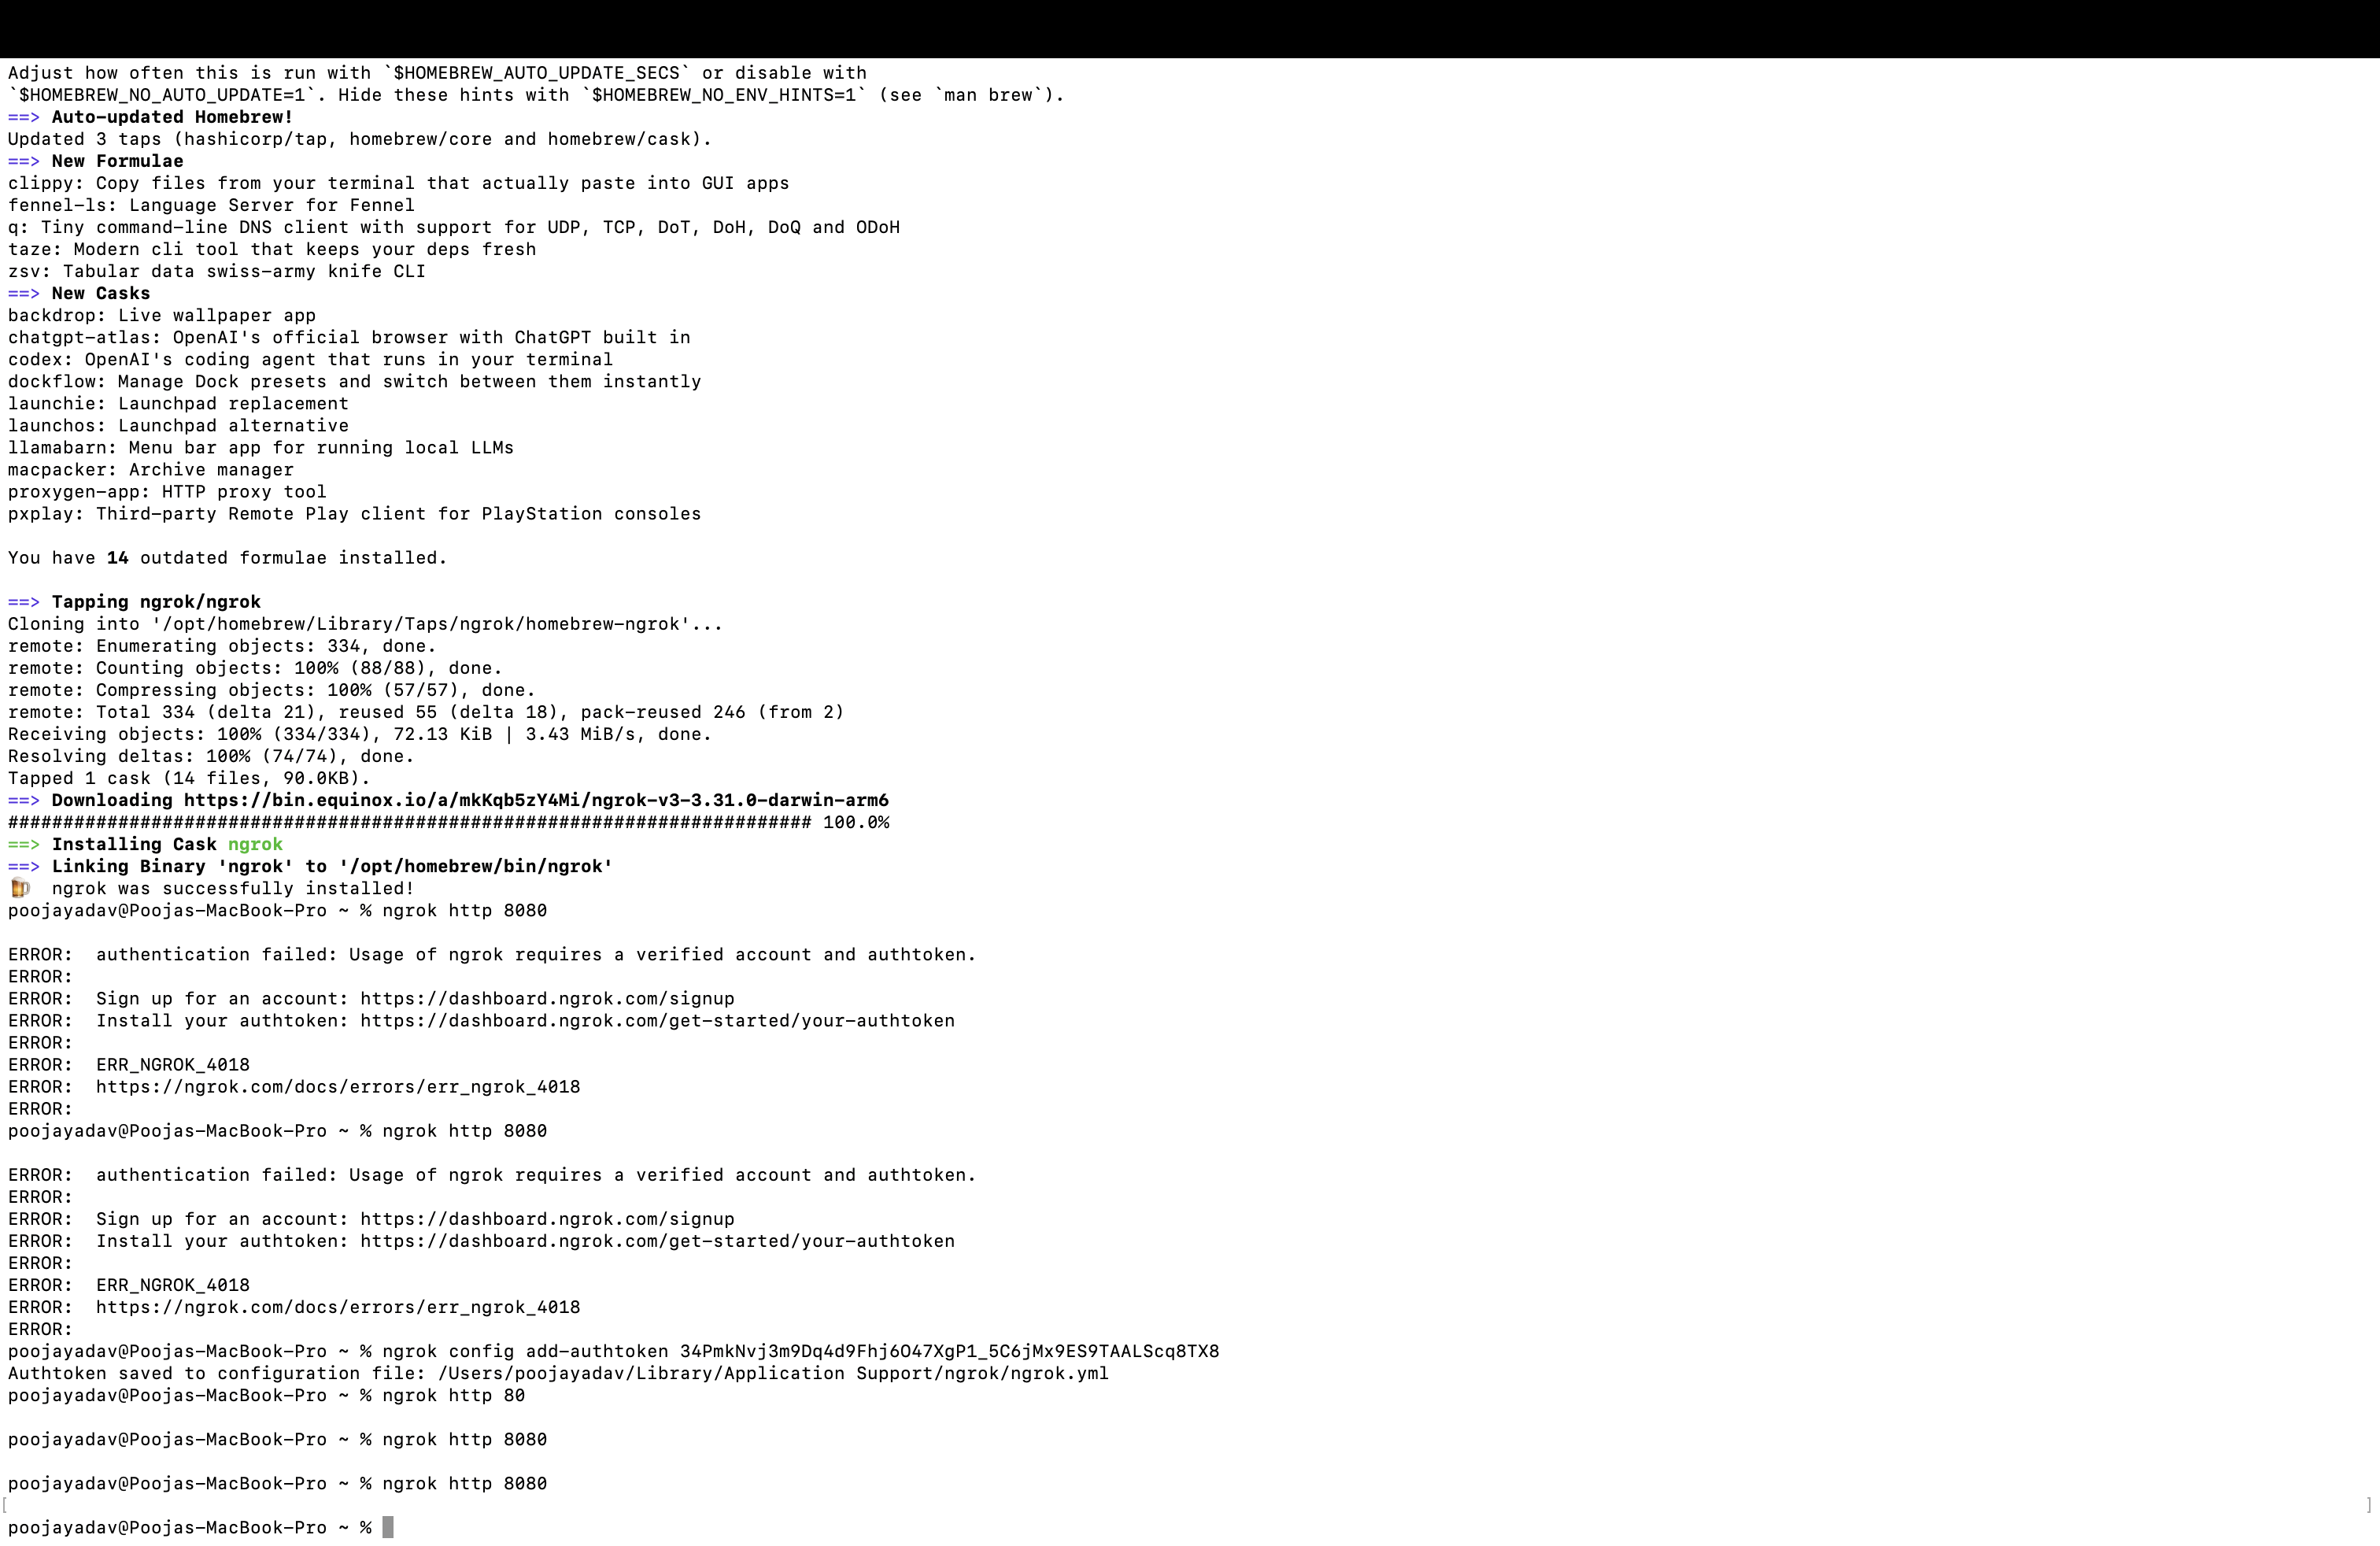 Adjust how often this is run with `$HOMEBREW_AUTO_UPDATE_SECS` or disable with
`$HOMEBREW_NO_AUTO_UPDATE=1`. Hide these hints with `$HOMEBREW_NO_ENV_HINTS=1` (see `man brew`).
==> Auto-updated Homebrew!
Updated 3 taps (hashicorp/tap, homebrew/core and homebrew/cask).
==> New Formulae
clippy: Copy files from your terminal that actually paste into GUI apps
fennel-ls: Language Server for Fennel
q: Tiny command-line DNS client with support for UDP, TCP, DoT, DoH, DoQ and ODoH
taze: Modern cli tool that keeps your deps fresh
zsv: Tabular data swiss-army knife CLI
==> New Casks
backdrop: Live wallpaper app
chatgpt-atlas: OpenAI's official browser with ChatGPT built in
codex: OpenAI's coding agent that runs in your terminal
dockflow: Manage Dock presets and switch between them instantly
launchie: Launchpad replacement
launchos: Launchpad alternative
llamabarn: Menu bar app for running local LLMs
macpacker: Archive manager
proxygen-app: HTTP proxy tool
pxplay: Third-party Remote Play client for PlayStation consoles
You have 14 outdated formulae installed.
==> Tapping ngrok/ngrok
Cloning into '/opt/homebrew/Library/Taps/ngrok/homebrew-ngrok'...
remote: Enumerating objects: 334, done.
remote: Counting objects: 100% (88/88), done.
remote: Compressing objects: 100% (57/57), done.
remote: Total 334 (delta 21), reused 55 (delta 18), pack-reused 246 (from 2)
Receiving objects: 100% (334/334), 72.13 KiB | 3.43 MiB/s, done.
Resolving deltas: 100% (74/74), done.
Tapped 1 cask (14 files, 90.0KB).
==> Downloading https://bin.equinox.io/a/mkKqb5zY4Mi/ngrok-v3-3.31.0-darwin-arm6
######################################################################### 100.0%
==> Installing Cask ngrok
==> Linking Binary 'ngrok' to '/opt/homebrew/bin/ngrok'
🍺  ngrok was successfully installed!
poojayadav@Poojas-MacBook-Pro ~ % ngrok http 8080
ERROR:  authentication failed: Usage of ngrok requires a verified account and authtoken.
ERROR:
ERROR:  Sign up for an account: https://dashboard.ngrok.com/signup
ERROR:  Install your authtoken: https://dashboard.ngrok.com/get-started/your-authtoken
ERROR:
ERROR:  ERR_NGROK_4018
ERROR:  https://ngrok.com/docs/errors/err_ngrok_4018
ERROR:
poojayadav@Poojas-MacBook-Pro ~ % ngrok http 8080
ERROR:  authentication failed: Usage of ngrok requires a verified account and authtoken.
ERROR:
ERROR:  Sign up for an account: https://dashboard.ngrok.com/signup
ERROR:  Install your authtoken: https://dashboard.ngrok.com/get-started/your-authtoken
ERROR:
ERROR:  ERR_NGROK_4018
ERROR:  https://ngrok.com/docs/errors/err_ngrok_4018
ERROR:
poojayadav@Poojas-MacBook-Pro ~ % ngrok config add-authtoken 34PmkNvj3m9Dq4d9Fhj6O47XgP1_5C6jMx9ES9TAALScq8TX8
Authtoken saved to configuration file: /Users/poojayadav/Library/Application Support/ngrok/ngrok.yml
poojayadav@Poojas-MacBook-Pro ~ % ngrok http 80
poojayadav@Poojas-MacBook-Pro ~ % ngrok http 8080
poojayadav@Poojas-MacBook-Pro ~ % ngrok http 8080
[ ]
poojayadav@Poojas-MacBook-Pro ~ %